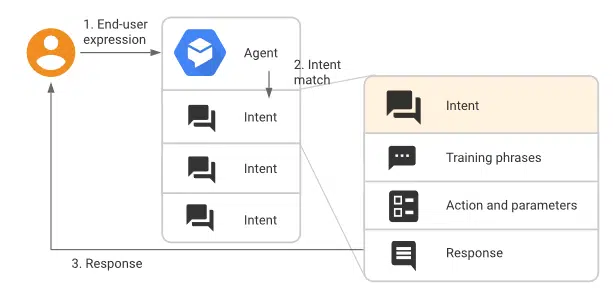 1. End-user
expression
Agent
2. Intent
match
Intent
Intent
Intent
Intent
Training phrases
Action and parameters
Response
3. Response